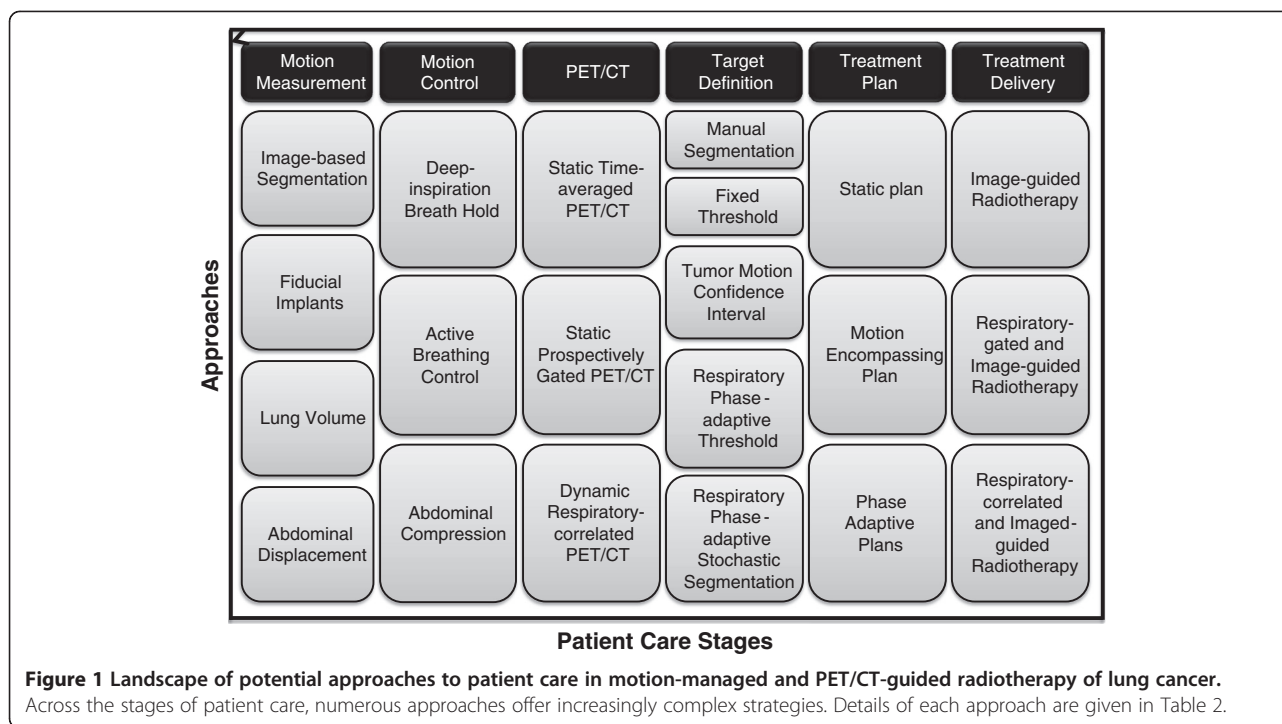 Motion
Measurement
Motion
Control
PET/CT
Target
Definition
Treatment
Plan
Treatment
Delivery
Image-based
Segmentation
Fiducial
Implants
Lung Volume
Abdominal
Displacement
Deep-
inspiration
Breath Hold
Active
Breathing
Control
Abdominal
Compression
Static Time-
averaged
PET/CT
Static
Prospectively
Gated PET/CT
Dynamic
Respiratory-
correlated
PET/CT
Manual
Segmentation
Fixed
Threshold
Tumor Motion
Confidence
Interval
Respiratory
Phase-
adaptive
Threshold
Respiratory
Phase-
adaptive
Stochastic
Segmentation
Static plan
Motion
Encompassing
Plan
Phase
Adaptive
Plans
Image-guided
Radiotherapy
Respiratory-
gated and
Image-guided
Radiotherapy
Respiratory-
correlated
and Imaged-
guided
Radiotherapy
Approaches
Patient Care Stages
Figure 1 Landscape of potential approaches to patient care in motion-managed and PET/CT-guided radiotherapy of lung cancer.
Across the stages of patient care, numerous approaches offer increasingly complex strategies. Details of each approach are given in Table 2.